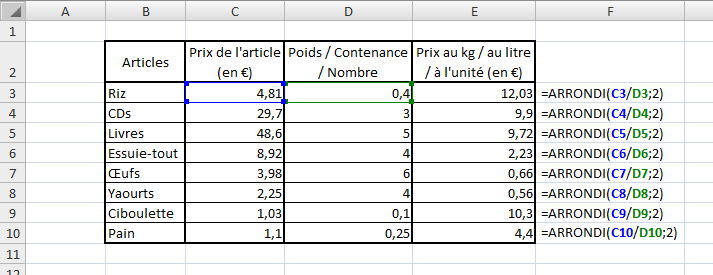 A B C D E F
1
2 Articles Prix de l'article (en €) Poids / Contenance / Nombre Prix au kg / au litre / à l'unité (en €)
3 Riz 4,81 0,4 12,03 =ARRONDI(C3/D3;2)
4 CDs 29,7 3 9,9 =ARRONDI(C4/D4;2)
5 Livres 48,6 5 9,72 =ARRONDI(C5/D5;2)
6 Essuie-tout 8,92 4 2,23 =ARRONDI(C6/D6;2)
7 Œufs 3,98 6 0,66 =ARRONDI(C7/D7;2)
8 Yaourts 2,25 4 0,56 =ARRONDI(C8/D8;2)
9 Ciboulette 1,03 0,1 10,3 =ARRONDI(C9/D9;2)
10 Pain 1,1 0,25 4,4 =ARRONDI(C10/D10;2)
11
12